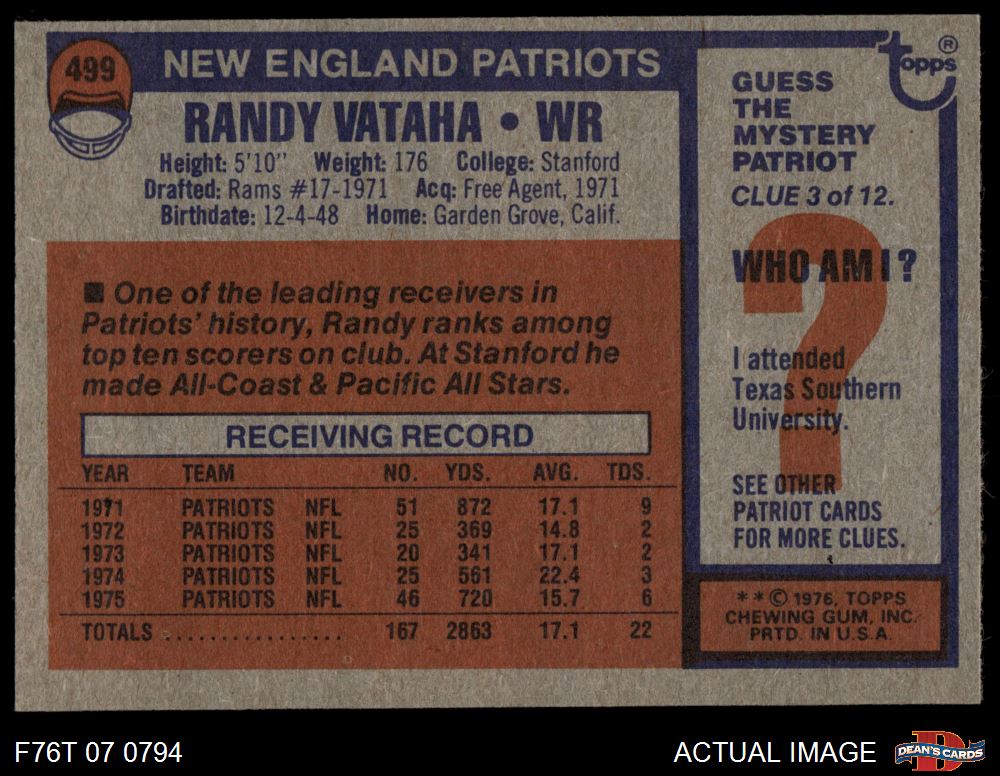 499
NEW ENGLAND PATRIOTS
RANDY VATAHA • WR
Height: 5'10" Weight: 176 College: Stanford
Drafted: Rams #17-1971 Acq: Free Agent, 1971
Birthdate: 12-4-48 Home: Garden Grove, Calif.
■ One of the leading receivers in
Patriots' history, Randy ranks among
top ten scorers on club. At Stanford he
made All-Coast & Pacific All Stars.
RECEIVING RECORD
YEAR TEAM NO. YDS. AVG. TDS.
1971 PATRIOTS NFL 51 872 17.1 9
1972 PATRIOTS NFL 25 369 14.8 2
1973 PATRIOTS NFL 20 341 17.1 2
1974 PATRIOTS NFL 25 561 22.4 3
1975 PATRIOTS NFL 46 720 15.7 6
TOTALS ................ 167 2863 17.1 22
topps ®
GUESS
THE
MYSTERY
PATRIOT
CLUE 3 of 12.
?
WHO AM I ?
I attended
Texas Southern
University.
SEE OTHER
PATRIOT CARDS
FOR MORE CLUES.
* * © 1976, TOPPS
CHEWING GUM, INC.
PRTD. IN U.S.A.
F76T 07 0794
ACTUAL IMAGE
D
DEAN'S CARDS